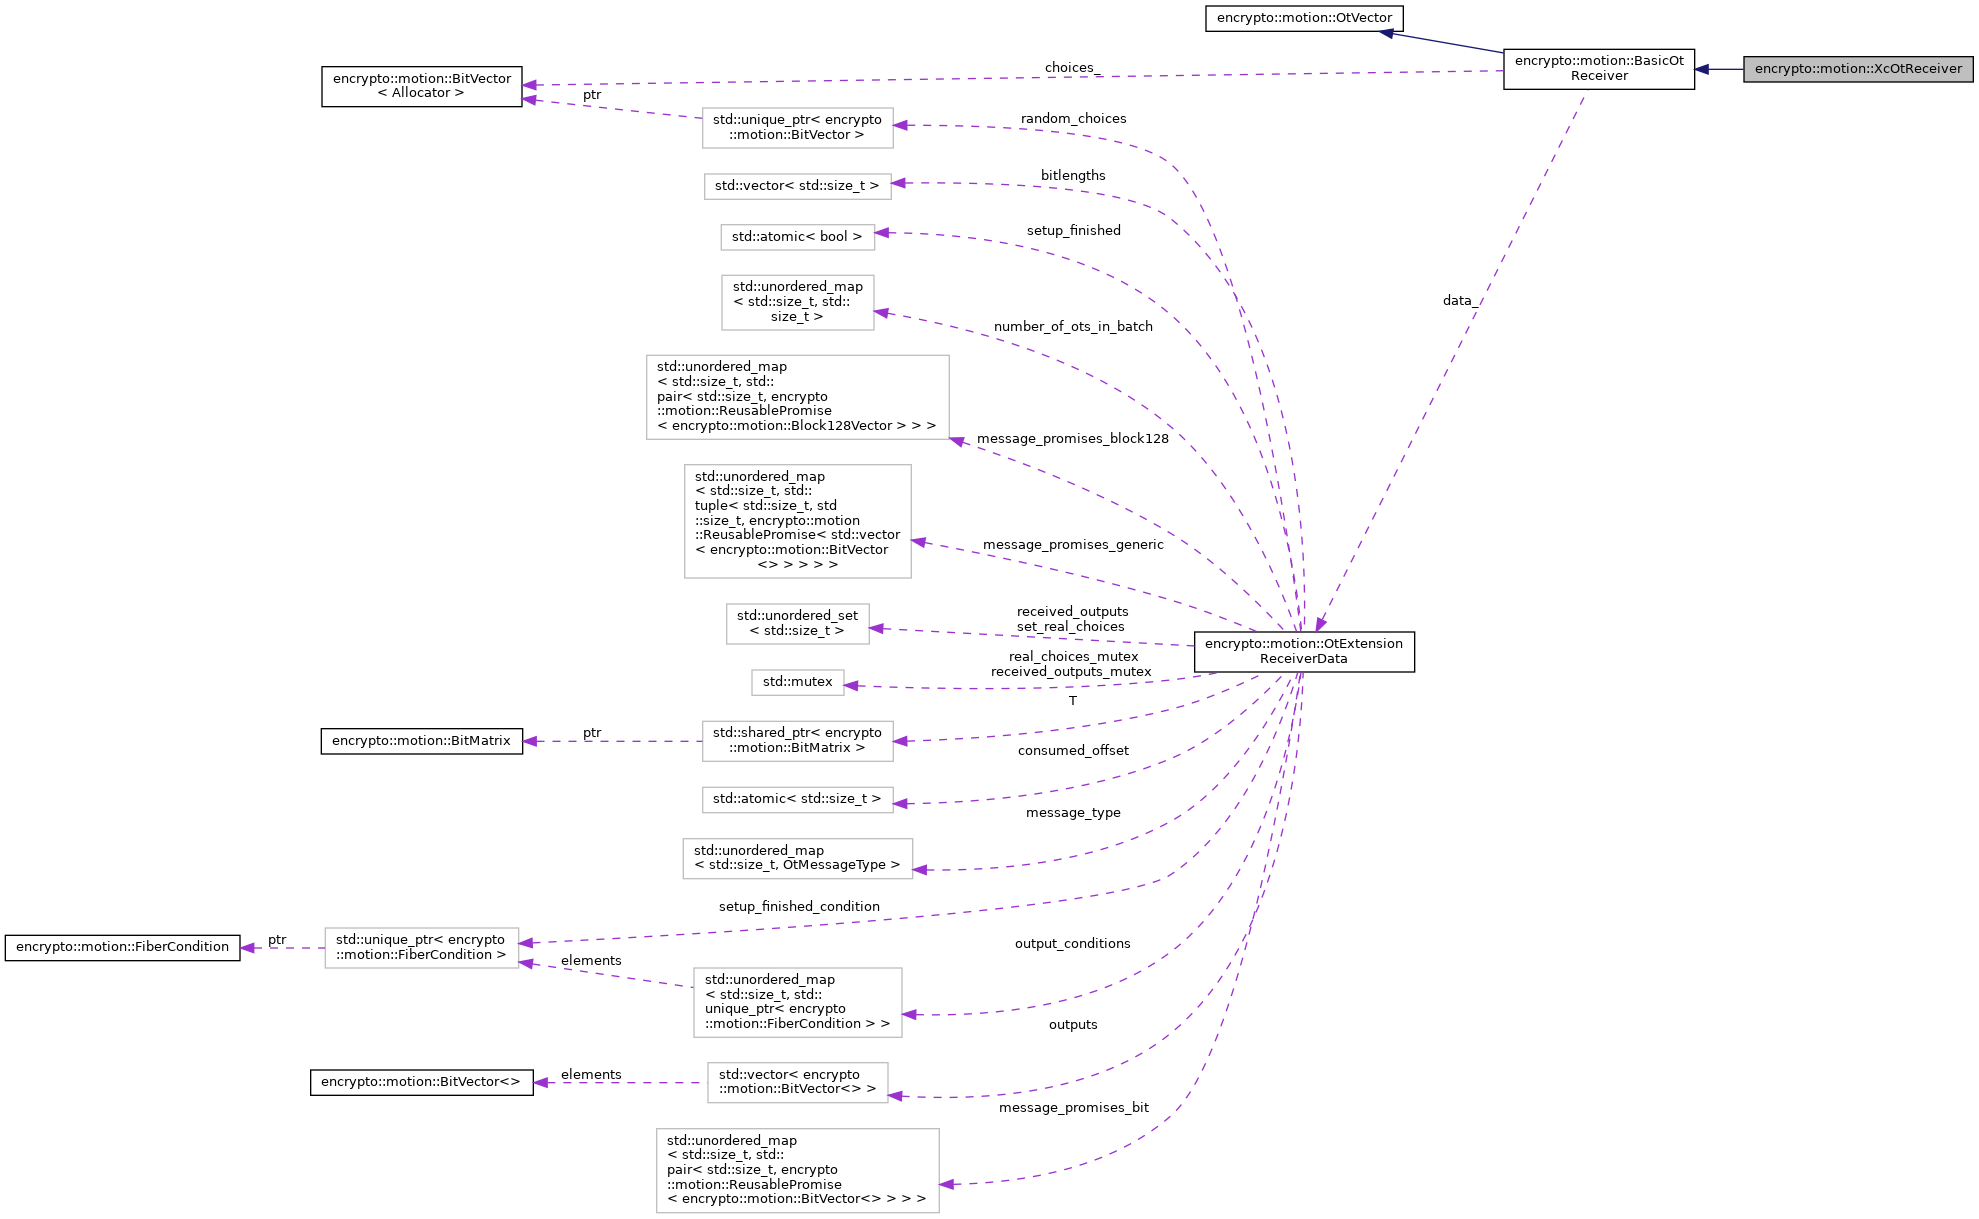 encrypto::motion::OtVector
encrypto::motion::BasicOt
Receiver
encrypto::motion::XcOtReceiver
choices_
encrypto::motion::BitVector
< Allocator >
ptr
std::unique_ptr< encrypto
::motion::BitVector >
random_choices
std::vector< std::size_t >
bitlengths
std::atomic< bool >
setup_finished
std::unordered_map
< std::size_t, std::
size_t >
number_of_ots_in_batch
data_
std::unordered_map
< std::size_t, std::
pair< std::size_t, encrypto
::motion::ReusablePromise
< encrypto::motion::Block128Vector > > >
message_promises_block128
std::unordered_map
< std::size_t, std::
tuple< std::size_t, std
::size_t, encrypto::motion
::ReusablePromise< std::vector
< encrypto::motion::BitVector
<> > > > >
message_promises_generic
std::unordered_set
< std::size_t >
received_outputs
set_real_choices
encrypto::motion::OtExtension
ReceiverData
std::mutex
real_choices_mutex
received_outputs_mutex
T
encrypto::motion::BitMatrix
ptr
std::shared_ptr< encrypto
::motion::BitMatrix >
consumed_offset
std::atomic< std::size_t >
message_type
std::unordered_map
< std::size_t, OtMessageType >
setup_finished_condition
encrypto::motion::FiberCondition
ptr
std::unique_ptr< encrypto
::motion::FiberCondition >
elements
output_conditions
std::unordered_map
< std::size_t, std::
unique_ptr< encrypto
::motion::FiberCondition > >
outputs
encrypto::motion::BitVector<>
elements
std::vector< encrypto
::motion::BitVector<> >
message_promises_bit
std::unordered_map
< std::size_t, std::
pair< std::size_t, encrypto
::motion::ReusablePromise
< encrypto::motion::BitVector<> > > >